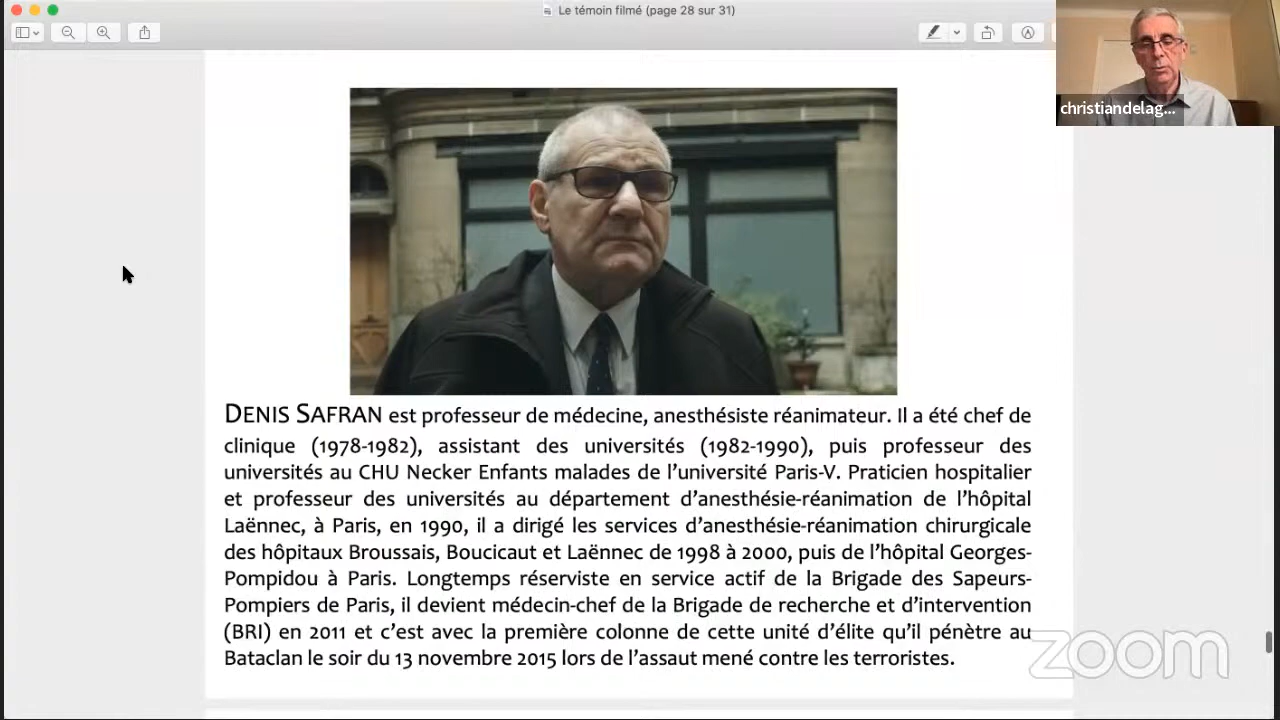 Le témoin filmé (page 28 sur 31)
christiandelag...
DENIS SAFRAN est professeur de médecine, anesthésiste réanimateur. Il a été chef de
clinique (1978-1982), assistant des universités (1982-1990), puis professeur des
universités au CHU Necker Enfants malades de l'université Paris-V. Praticien hospitalier
et professeur des universités au département d'anesthésie-réanimation de l'hôpital
Laënnec, à Paris, en 1990, il a dirigé les services d'anesthésie-réanimation chirurgicale
des hôpitaux Broussais, Boucicaut et Laënnec de 1998 à 2000, puis de l'hôpital Georges-
Pompidou à Paris. Longtemps réserviste en service actif de la Brigade des Sapeurs-
Pompiers de Paris, il devient médecin-chef de la Brigade de recherche et d'intervention
(BRI) en 2011 et c'est avec la première colonne de cette unité d'élite qu'il pénètre au
Bataclan le soir du 13 novembre 2015 lors de l'assaut mené contre les terroristes.
zoom